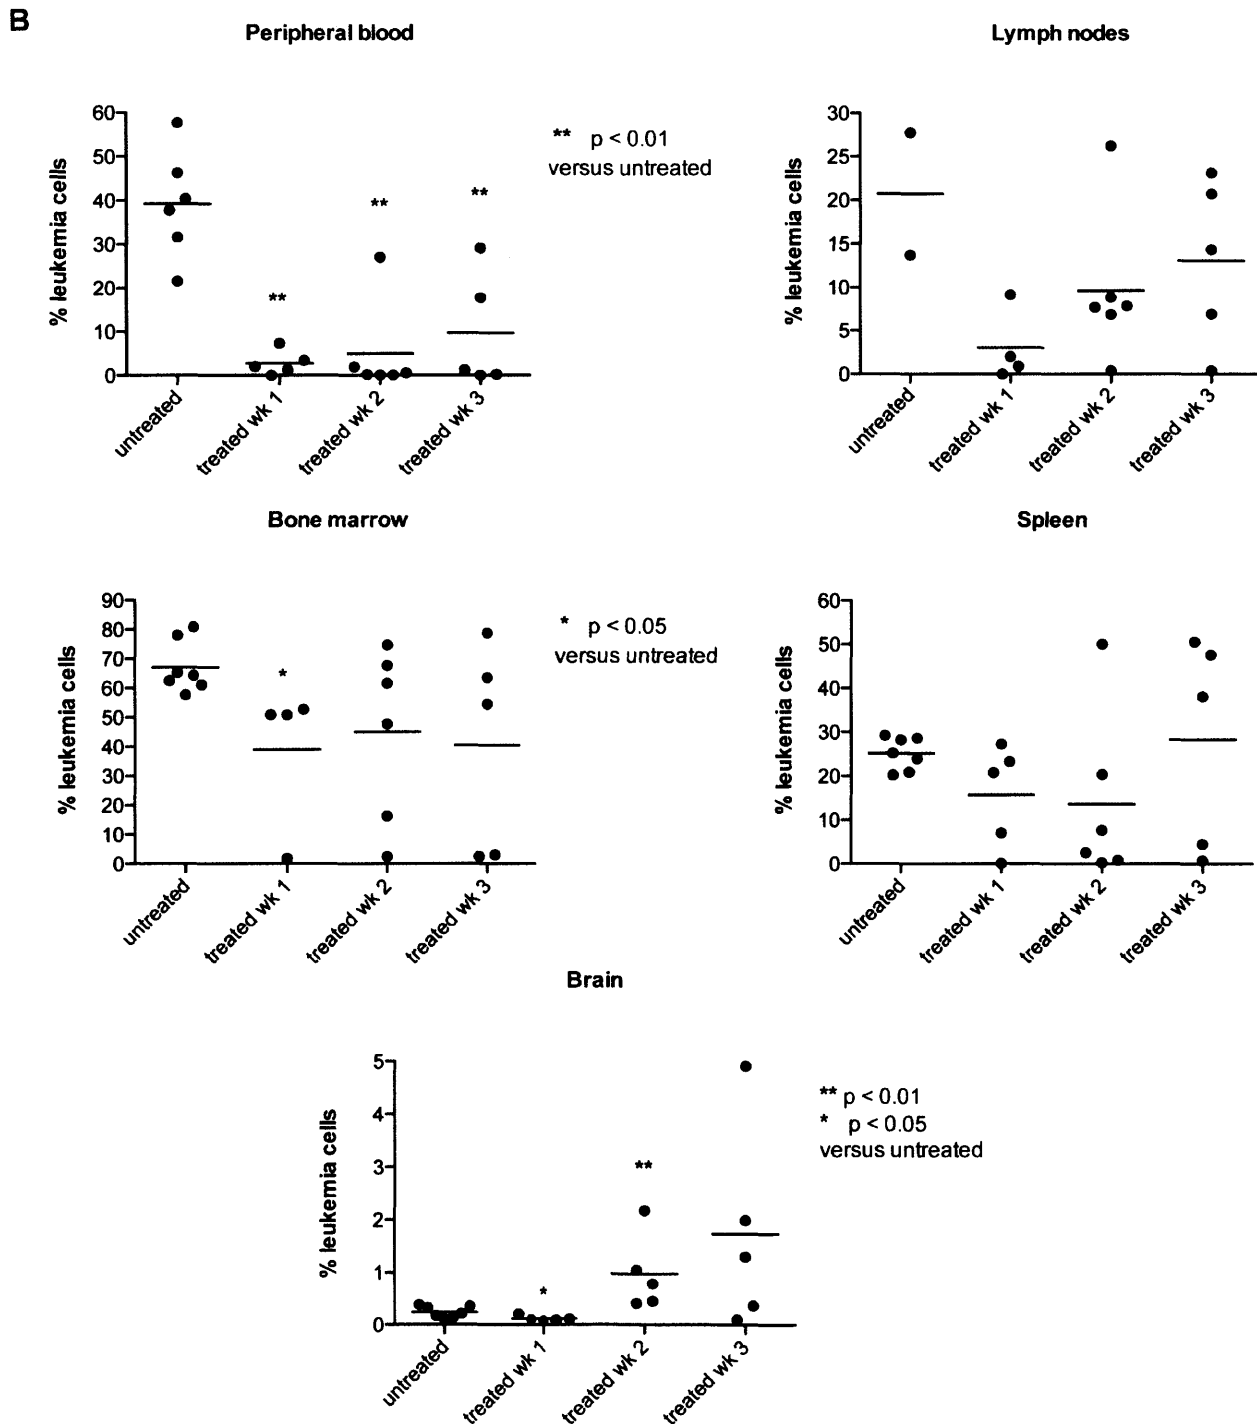 B
Peripheral blood
% leukemia cells
60
50
40
30
20
10
0
**
**
**
untreated
treated wk 1
treated wk 2
treated wk 3
** p < 0.01
versus untreated
Lymph nodes
% leukemia cells
30
25
20
15
10
5
0
untreated
treated wk 1
treated wk 2
treated wk 3
Bone marrow
% leukemia cells
90
80
70
60
50
40
30
20
10
0
*
untreated
treated wk 1
treated wk 2
treated wk 3
* p < 0.05
versus untreated
Spleen
% leukemia cells
60
50
40
30
20
10
0
untreated
treated wk 1
treated wk 2
treated wk 3
Brain
% leukemia cells
5
4
3
2
1
0
*
**
untreated
treated wk 1
treated wk 2
treated wk 3
** p < 0.01
* p < 0.05
versus untreated